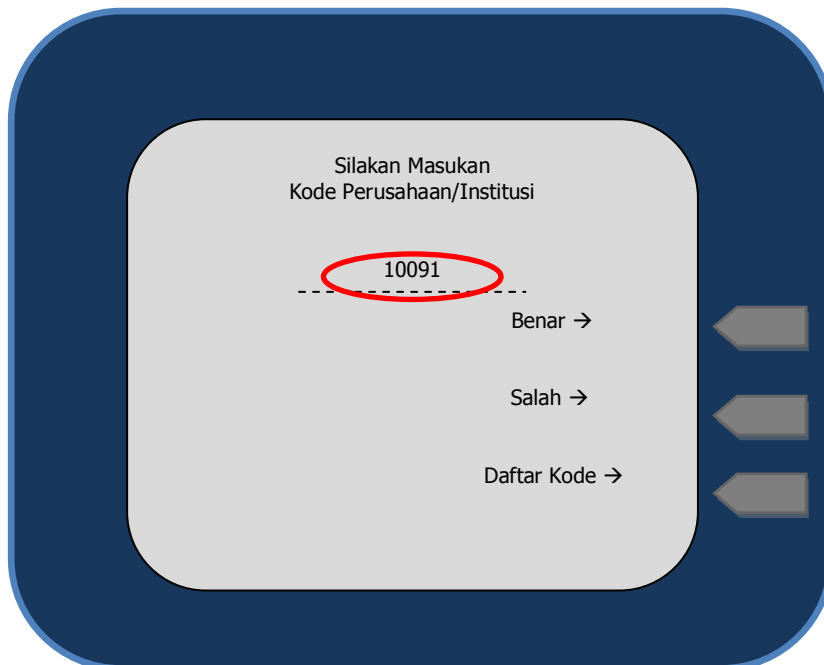 Silakan Masukan
Kode Perusahaan/Institusi
10091
Benar →
Salah →
Daftar Kode →